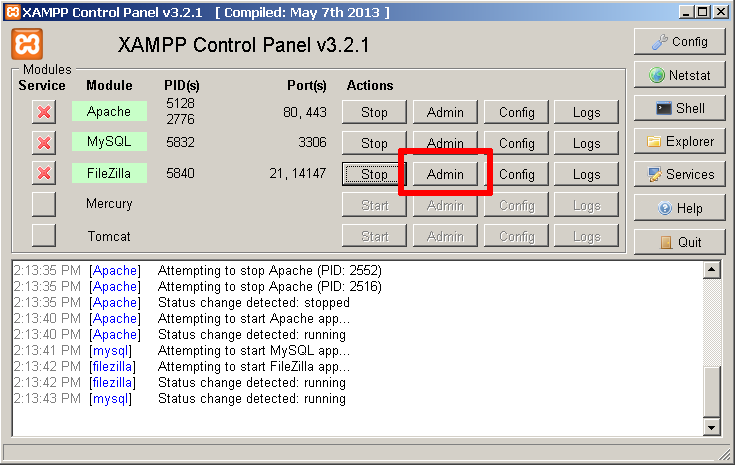 XAMPP Control Panel v3.2.1 [ Compiled: May 7th 2013 ]
XAMPP Control Panel v3.2.1
Config
Modules
Service Module PID(s) Port(s) Actions
Netstat
Apache 5128 2776 80, 443 Stop Admin Config Logs
Shell
MySQL 5832 3306 Stop Admin Config Logs
Explorer
FileZilla 5840 21, 14147 Stop Admin Config Logs
Services
Mercury Start Admin Config Logs
Help
Tomcat Start Admin Config Logs
Quit
2:13:35 PM [Apache] Attempting to stop Apache (PID: 2552)
2:13:35 PM [Apache] Attempting to stop Apache (PID: 2516)
2:13:35 PM [Apache] Status change detected: stopped
2:13:40 PM [Apache] Attempting to start Apache app...
2:13:40 PM [Apache] Status change detected: running
2:13:41 PM [mysql] Attempting to start MySQL app...
2:13:42 PM [filezilla] Attempting to start FileZilla app...
2:13:42 PM [filezilla] Status change detected: running
2:13:43 PM [mysql] Status change detected: running